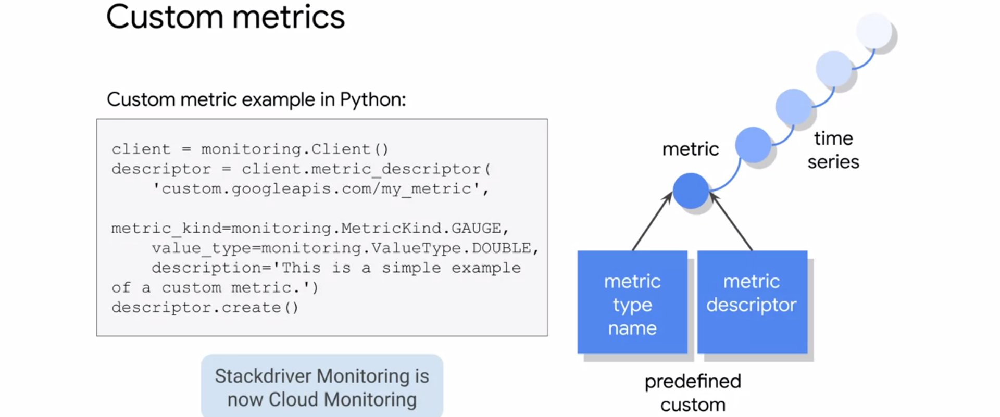 Custom metrics
Custom metric example in Python:
client = monitoring.Client()
descriptor = client.metric_descriptor(
    'custom.googleapis.com/my_metric',
metric_kind=monitoring.MetricKind.GAUGE,
    value_type=monitoring.ValueType.DOUBLE,
    description='This is a simple example
of a custom metric.')
descriptor.create()
Stackdriver Monitoring is
now Cloud Monitoring
metric
time
series
metric
type
name
metric
descriptor
predefined
custom